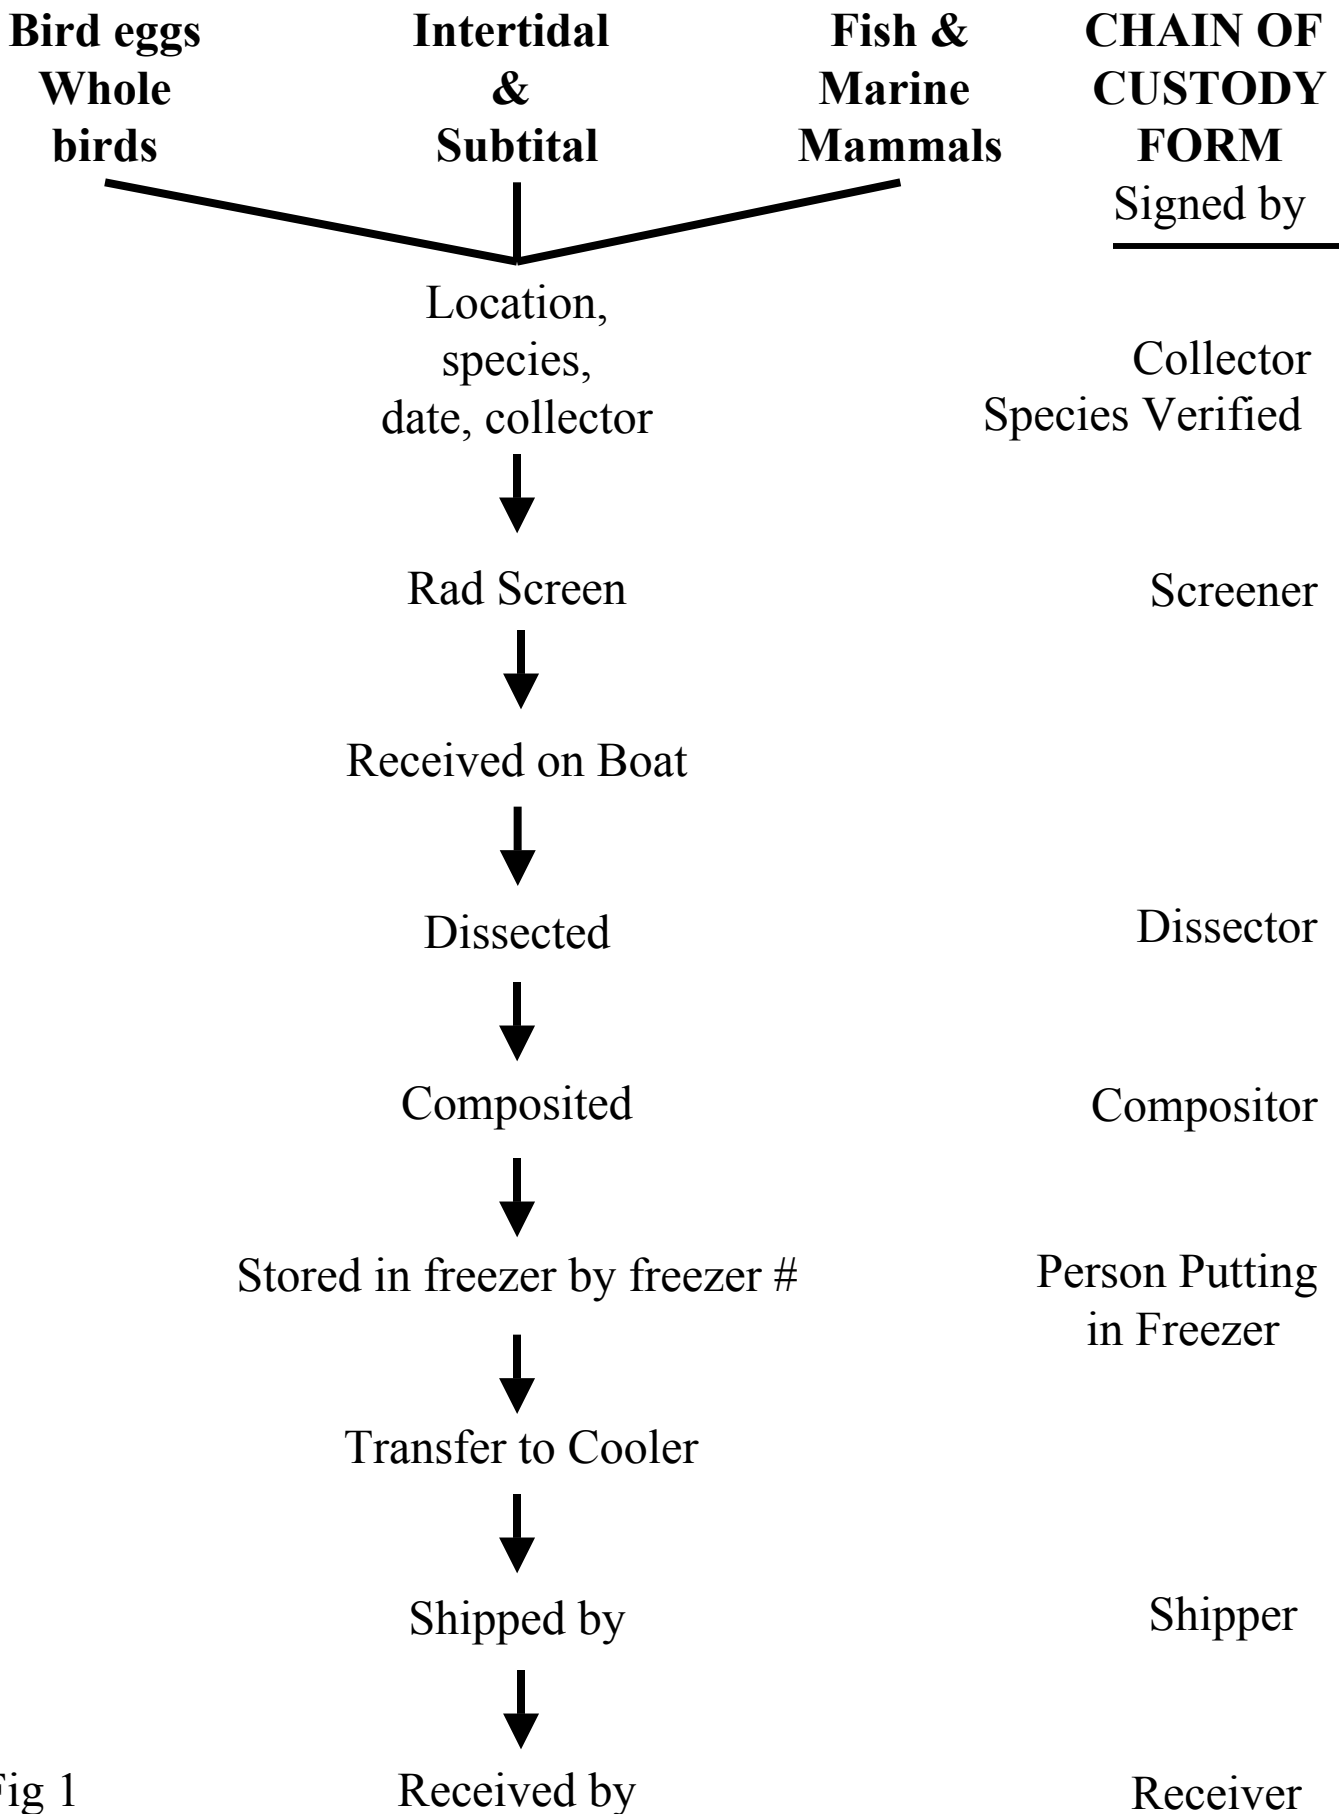 Bird eggs
Whole
birds
Intertidal
&
Subtital
Fish &
Marine
Mammals
CHAIN OF
CUSTODY
FORM
Signed by
Location,
species,
date, collector
Collector
Species Verified
Rad Screen
Screener
Received on Boat
Dissected
Dissector
Composited
Compositor
Stored in freezer by freezer #
Person Putting
in Freezer
Transfer to Cooler
Shipped by
Shipper
Fig 1
Received by
Receiver